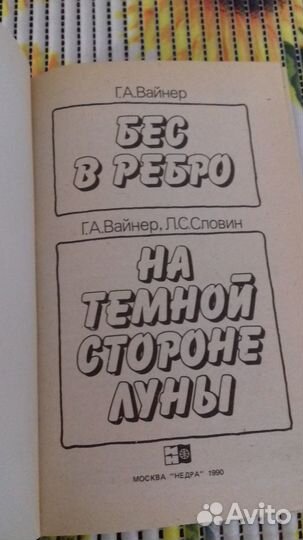 Г.А.Вайнер
БЕС
В РЕБРО
Г.А.Вайнер, Л.С.Словин
НА
ТЕМНОЙ
СТОРОНЕ
ЛУНЫ
МОСКВА "НЕДРА" 1990
Avito